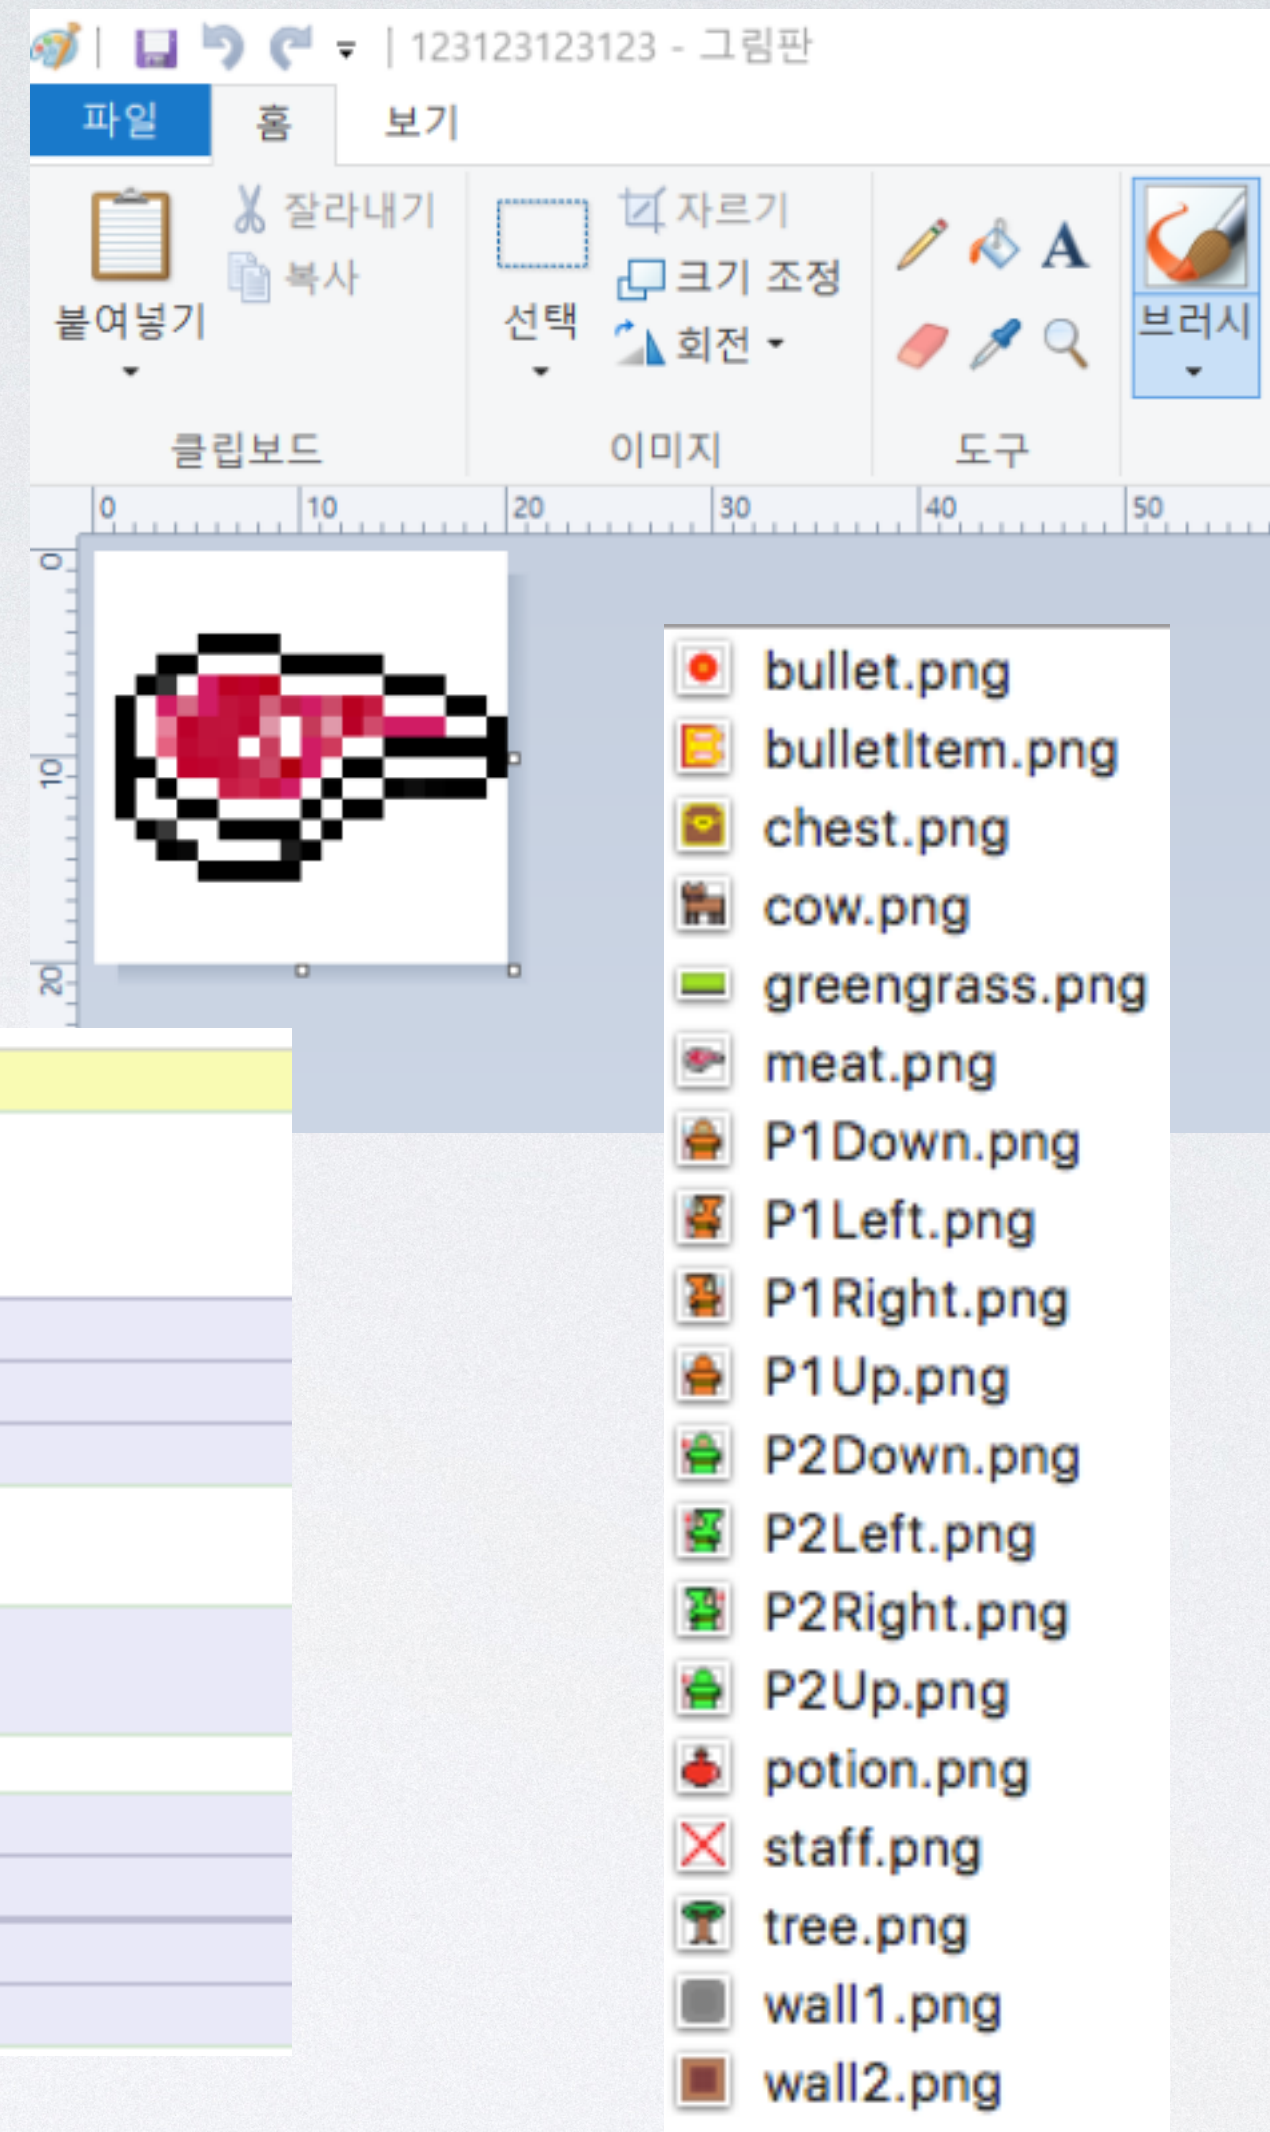 123123123123 - 그림판
파일 홈 보기
잘라내기
복사
붙여넣기
클립보드
자르기
크기 조정
회전
선택
이미지
A
도구
브러시
0 10 20 30 40 50
0
10
20
bullet.png
bulletItem.png
chest.png
cow.png
greengrass.png
meat.png
P1Down.png
P1Left.png
P1Right.png
P1Up.png
P2Down.png
P2Left.png
P2Right.png
P2Up.png
potion.png
staff.png
tree.png
wall1.png
wall2.png